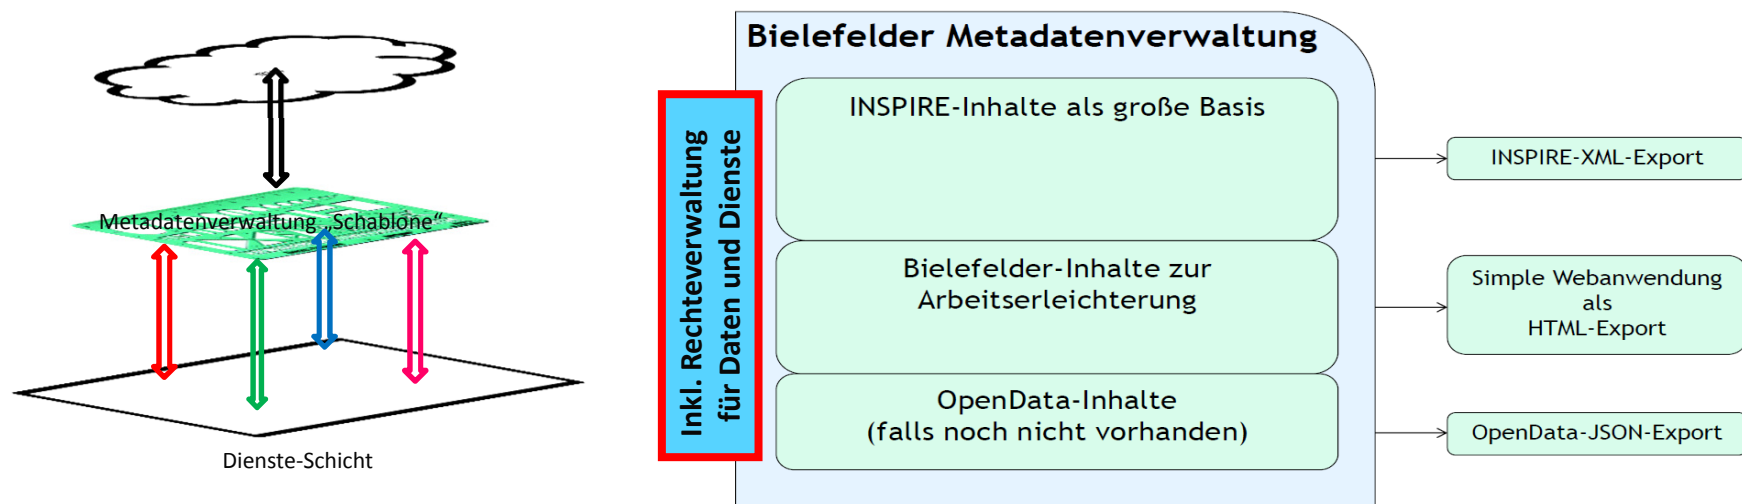 Metadatenverwaltung „Schablone“
Dienste-Schicht
Bielefelder Metadatenverwaltung
Inkl. Rechteverwaltung
für Daten und Dienste
INSPIRE-Inhalte als große Basis
Bielefelder-Inhalte zur
Arbeitserleichterung
OpenData-Inhalte
(falls noch nicht vorhanden)
INSPIRE-XML-Export
Simple Webanwendung
als
HTML-Export
OpenData-JSON-Export